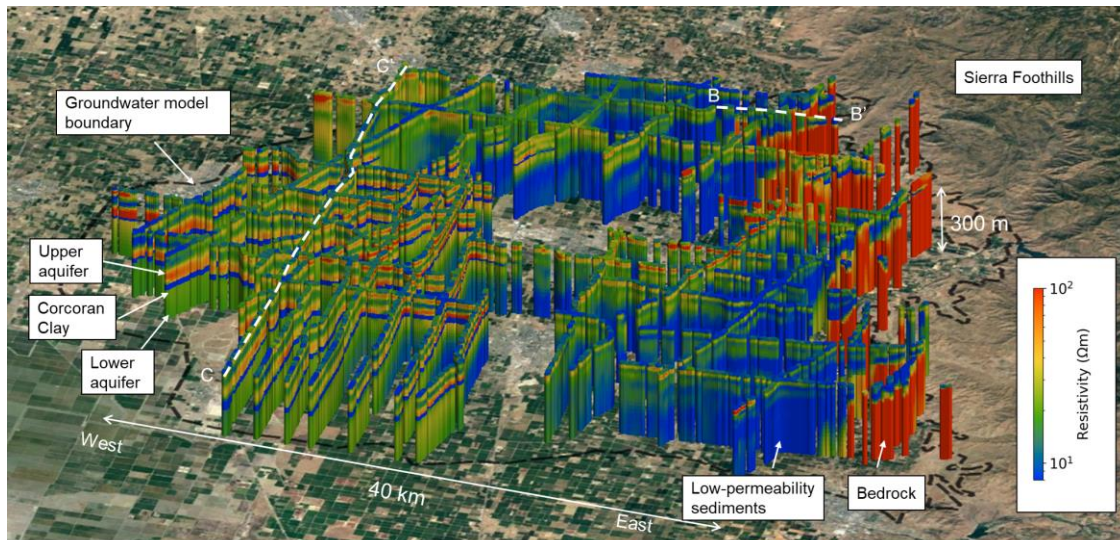 Sierra Foothills
Groundwater model
boundary
C'
B
B'
300 m
Upper
aquifer
Corcoran
Clay
Lower
aquifer
C
West
40 km
East
Low-permeability
sediments
Bedrock
10²
Resistivity (Ωm)
10¹